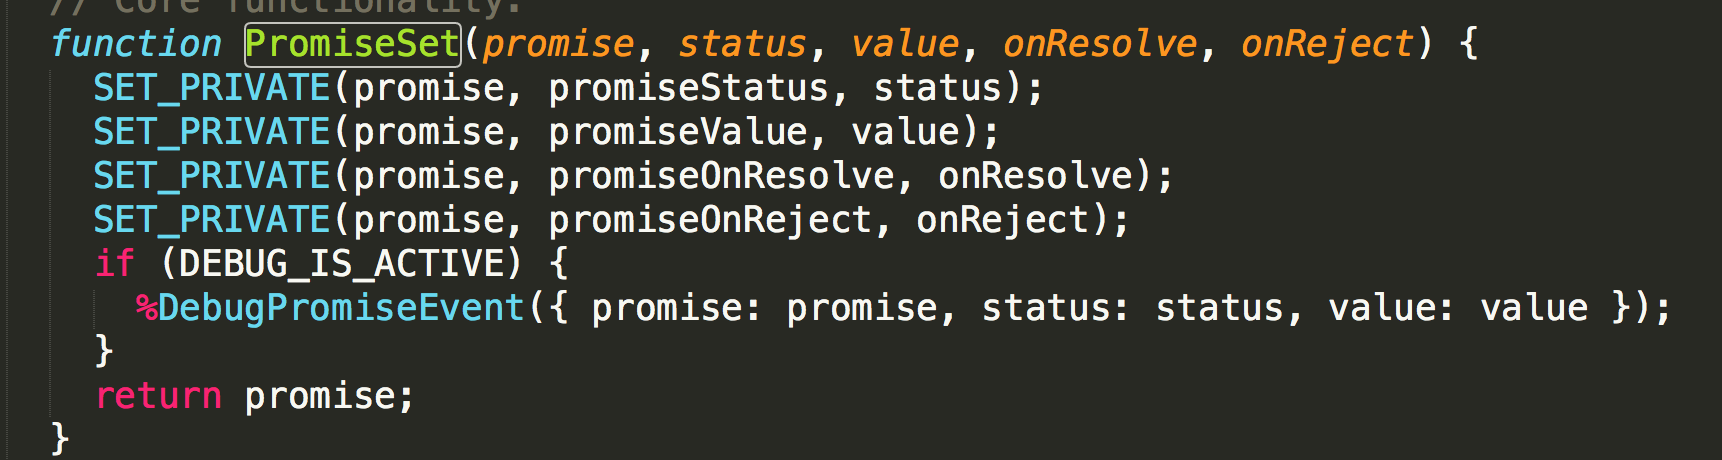 // Core functionality.
function PromiseSet(promise, status, value, onResolve, onReject) {
  SET_PRIVATE(promise, promiseStatus, status);
  SET_PRIVATE(promise, promiseValue, value);
  SET_PRIVATE(promise, promiseOnResolve, onResolve);
  SET_PRIVATE(promise, promiseOnReject, onReject);
  if (DEBUG_IS_ACTIVE) {
    %DebugPromiseEvent({ promise: promise, status: status, value: value });
  }
  return promise;
}